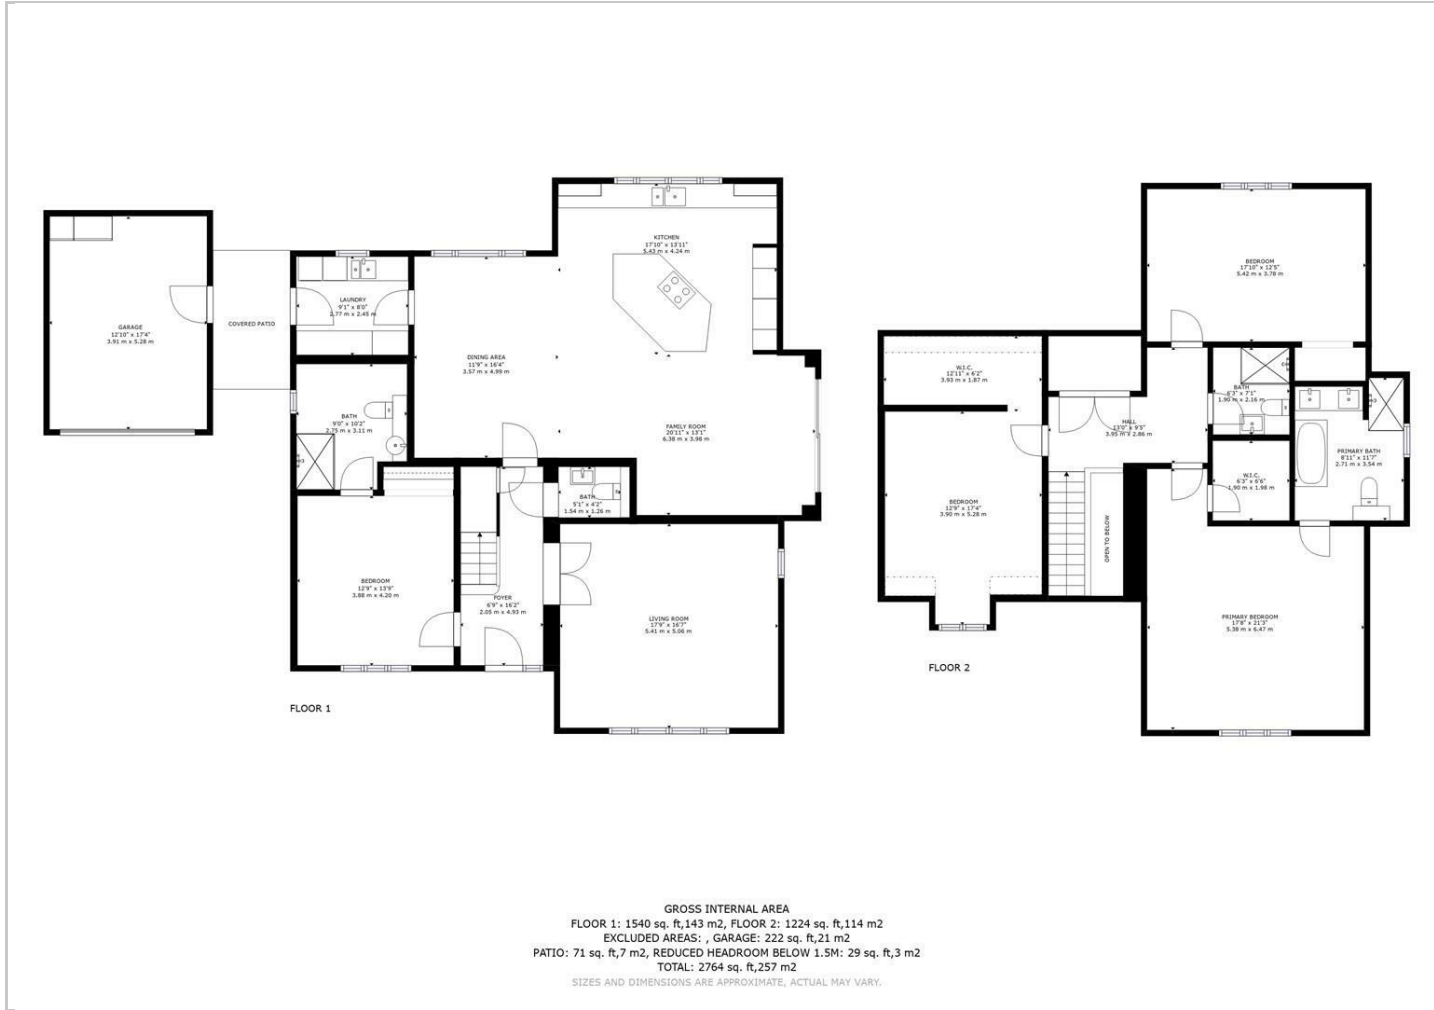 KITCHEN
17'10" x 13'11"
5.43 m x 4.24 m
GARAGE
12'10" x 17'4"
3.91 m x 5.28 m
COVERED PATIO
LAUNDRY
9'1" x 8'0"
2.77 m x 2.45 m
DINING AREA
11'9" x 16'4"
3.57 m x 4.99 m
BATH
9'0" x 10'2"
2.75 m x 3.11 m
FAMILY ROOM
20'11" x 13'1"
6.38 m x 3.98 m
BATH
5'1" x 4'2"
1.54 m x 1.26 m
BEDROOM
12'9" x 13'9"
3.88 m x 4.20 m
FOYER
6'9" x 16'2"
2.05 m x 4.93 m
LIVING ROOM
17'9" x 16'7"
5.41 m x 5.06 m
FLOOR 1
BEDROOM
17'10" x 12'5"
5.42 m x 3.78 m
W.I.C.
12'11" x 6'2"
3.93 m x 1.87 m
BATH
6'3" x 7'1"
1.90 m x 2.16 m
HALL
13'0" x 9'5"
3.95 m x 2.86 m
PRIMARY BATH
8'11" x 11'7"
2.71 m x 3.54 m
W.I.C.
6'3" x 6'6"
1.90 m x 1.98 m
BEDROOM
12'9" x 17'4"
3.90 m x 5.28 m
OPEN TO BELOW
PRIMARY BEDROOM
17'8" x 21'3"
5.38 m x 6.47 m
FLOOR 2
GROSS INTERNAL AREA
FLOOR 1: 1540 sq. ft,143 m2, FLOOR 2: 1224 sq. ft,114 m2
EXCLUDED AREAS: , GARAGE: 222 sq. ft,21 m2
PATIO: 71 sq. ft,7 m2, REDUCED HEADROOM BELOW 1.5M: 29 sq. ft,3 m2
TOTAL: 2764 sq. ft,257 m2
SIZES AND DIMENSIONS ARE APPROXIMATE, ACTUAL MAY VARY.